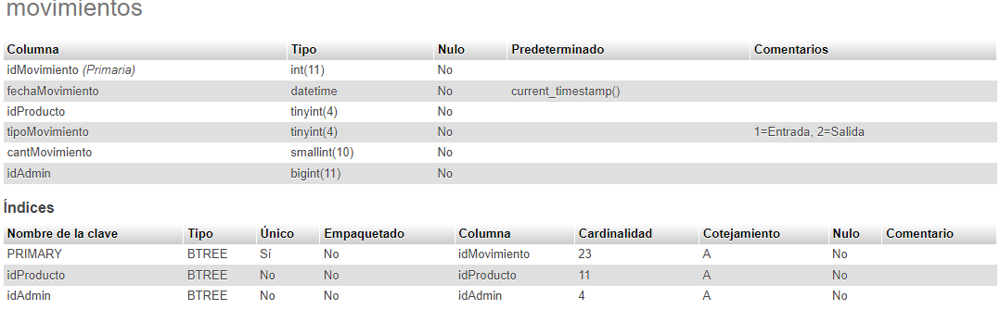 movimientos
Columna Tipo Nulo Predeterminado Comentarios
idMovimiento (Primaria) int(11) No
fechaMovimiento datetime No current_timestamp()
idProducto tinyint(4) No
tipoMovimiento tinyint(4) No 1=Entrada, 2=Salida
cantMovimiento smallint(10) No
idAdmin bigint(11) No
Índices
Nombre de la clave Tipo Único Empaquetado Columna Cardinalidad Cotejamiento Nulo Comentario
PRIMARY BTREE Sí No idMovimiento 23 A No
idProducto BTREE No No idProducto 11 A No
idAdmin BTREE No No idAdmin 4 A No